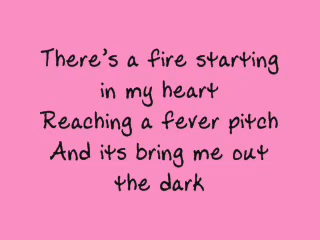 There's a fire starting
in my heart
Reaching a fever pitch
And its bring me out
the dark